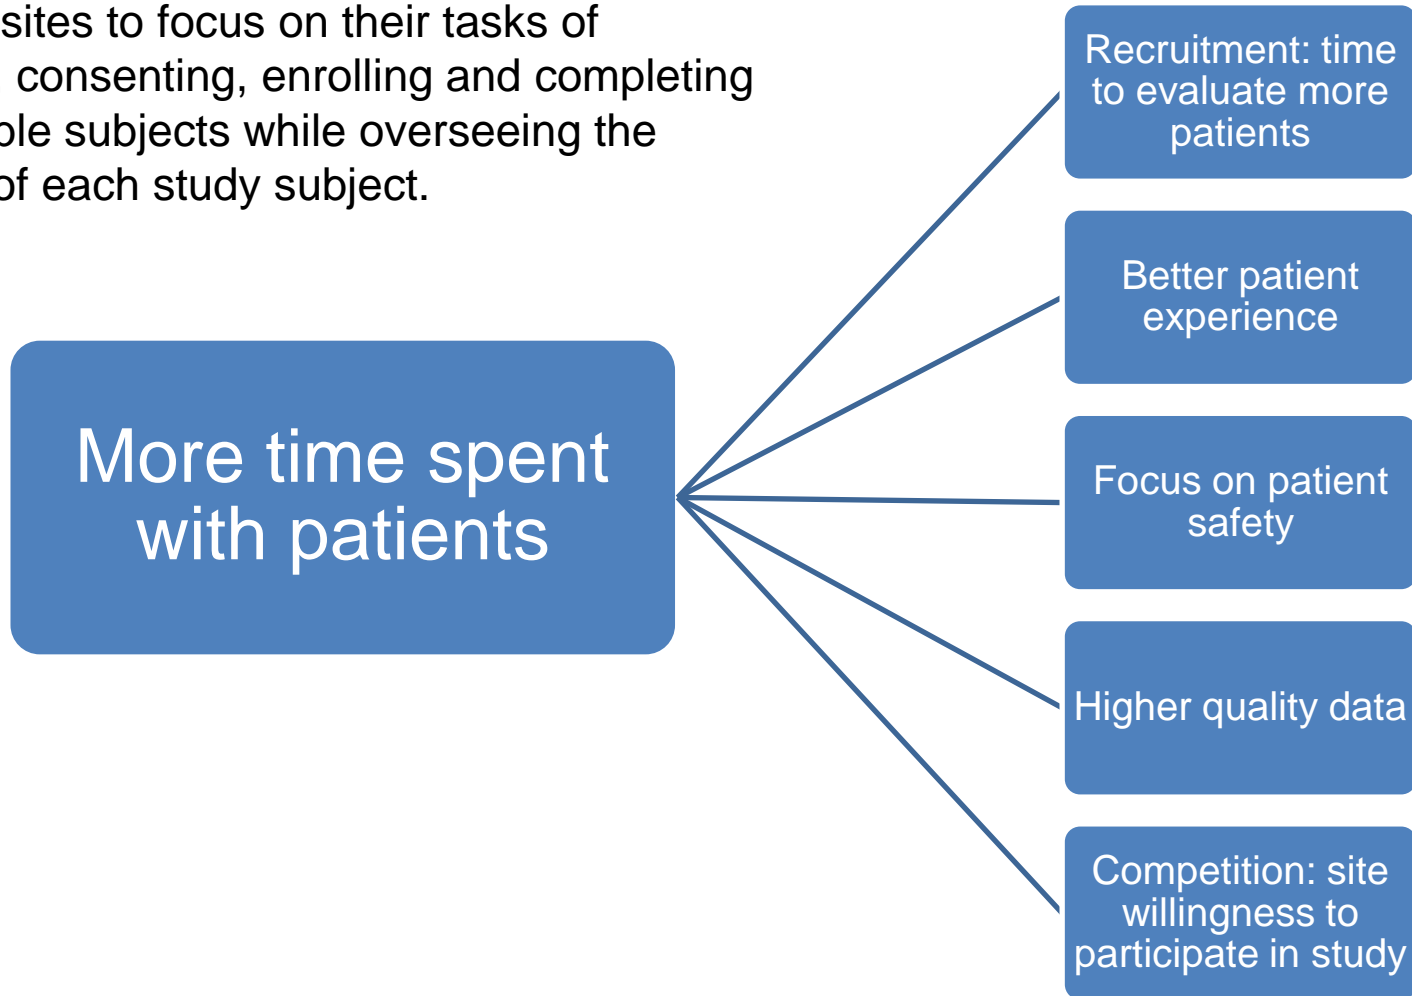 sites to focus on their tasks of
consenting, enrolling and completing
subjects while overseeing the
of each study subject.
More time spent
with patients
Recruitment: time
to evaluate more
patients
Better patient
experience
Focus on patient
safety
Higher quality data
Competition: site
willingness to
participate in study